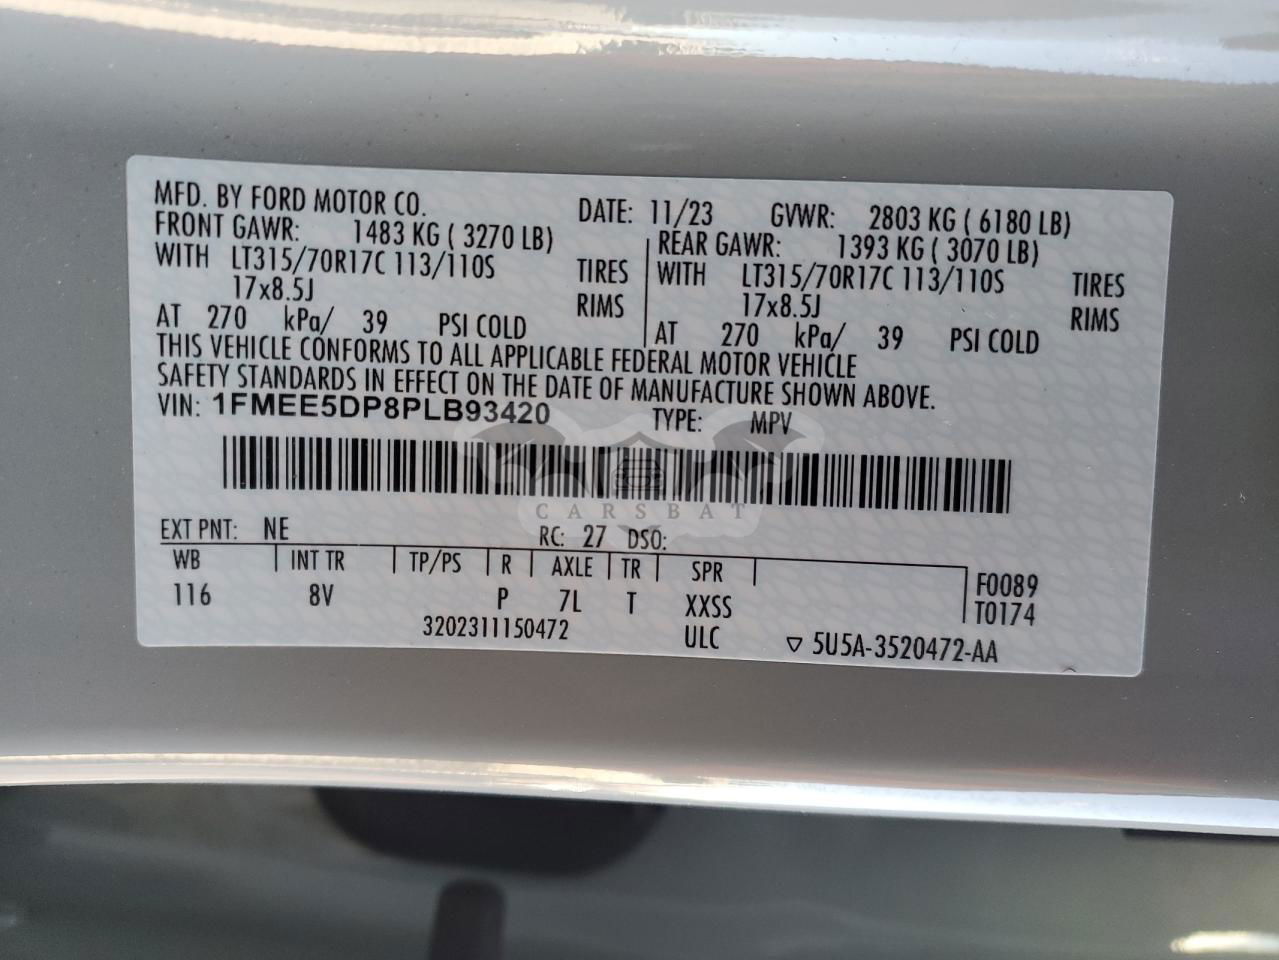 MFD. BY FORD MOTOR CO. DATE: 11/23 GVWR: 2803 KG ( 6180 LB)
FRONT GAWR: 1483 KG ( 3270 LB) REAR GAWR: 1393 KG ( 3070 LB)
WITH LT315/70R17C 113/110S TIRES WITH LT315/70R17C 113/110S TIRES
17x8.5J RIMS 17x8.5J RIMS
AT 270 kPa/ 39 PSI COLD AT 270 kPa/ 39 PSI COLD
THIS VEHICLE CONFORMS TO ALL APPLICABLE FEDERAL MOTOR VEHICLE
SAFETY STANDARDS IN EFFECT ON THE DATE OF MANUFACTURE SHOWN ABOVE.
VIN: 1FMEE5DP8PLB93420 TYPE: MPV
CARSBAT
EXT PNT: NE RC: 27 DSO:
WB INT TR TP/PS R AXLE TR SPR F0089
116 8V P 7L T XXSS T0174
3202311150472 ULC ▽ 5U5A-3520472-AA